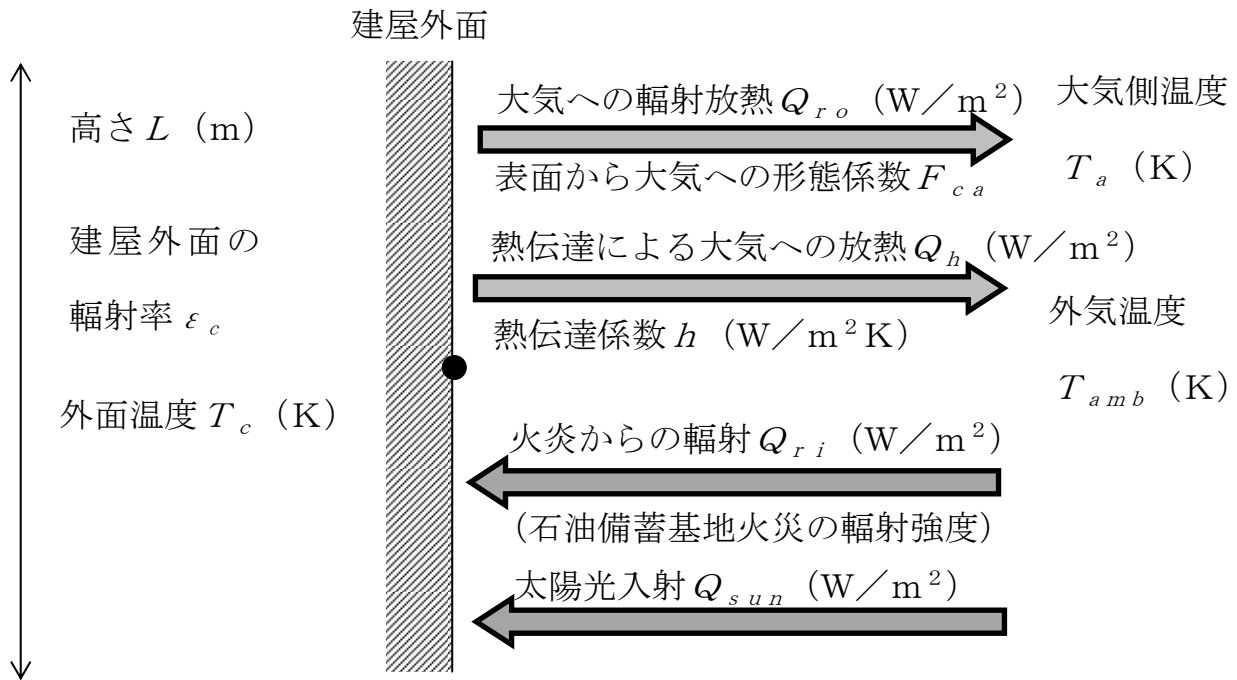 建屋外面
高さL（m）
建屋外面の
輻射率εc
外面温度Tc（K）
大気への輻射放熱Qro（W／m²）
表面から大気への形態係数Fca
大気側温度
Ta（K）
熱伝達による大気への放熱Qh（W／m²）
熱伝達係数h（W／m²K）
外気温度
Tamb（K）
火炎からの輻射Qri（W／m²）
（石油備蓄基地火災の輻射強度）
太陽光入射Qsun（W／m²）